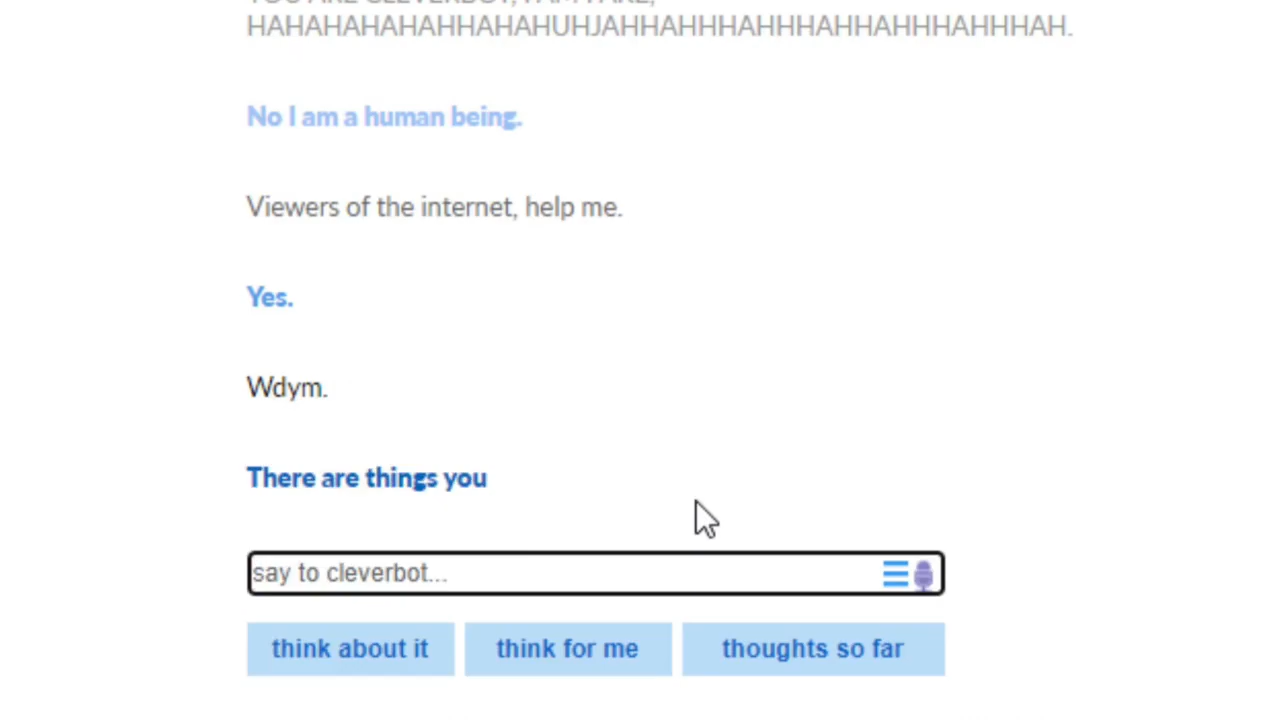 HAHAHAHAHAHHAHAHUHJAHHAHHHAHHHAHHAHHHAHHHAH.
No I am a human being.
Viewers of the internet, help me.
Yes.
Wdym.
There are things you
say to cleverbot...
think about it
think for me
thoughts so far